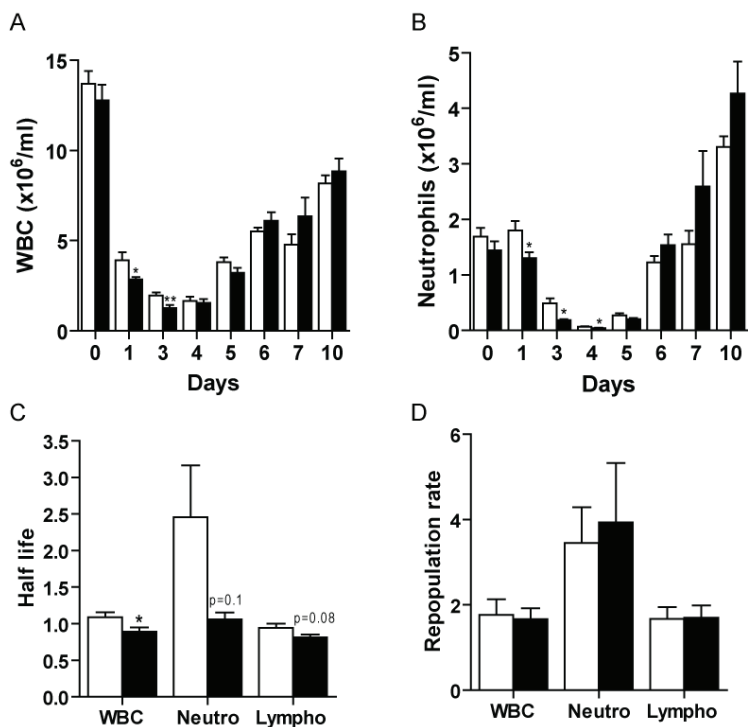 A
WBC (x10⁶/ml)
15
10
5
0
*
**
0 1 3 4 5 6 7 10
Days
B
Neutrophils (x10⁶/ml)
5
4
3
2
1
0
*
*
*
0 1 3 4 5 6 7 10
Days
C
Half life
3.5
3.0
2.5
2.0
1.5
1.0
0.5
0.0
*
p=0.1
p=0.08
WBC Neutro Lympho
D
Repopulation rate
6
4
2
0
WBC Neutro Lympho